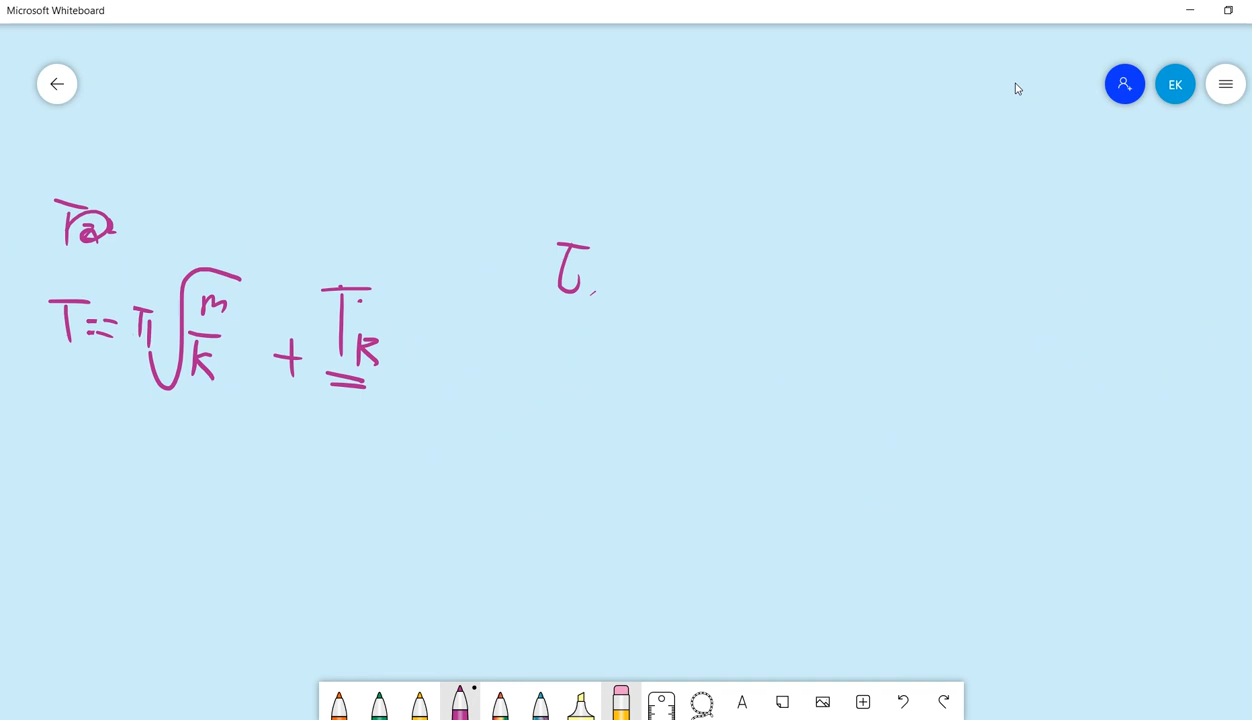 Microsoft Whiteboard
EK
T = π √(m/k) + T k
τ
A